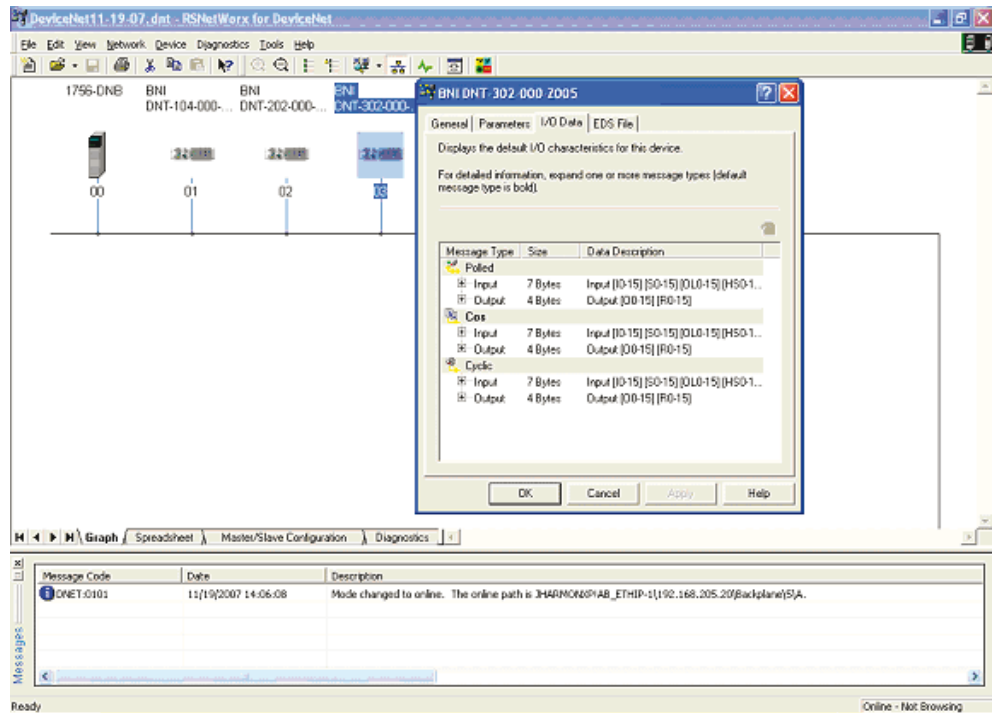 DeviceNet11-19-07.dnt - RSNetWorx for DeviceNet
File Edit View Network Device Diagnostics Tools Help
1756-DNB BNI BNI BNI
DNT-104-000-... DNT-202-000-... DNT-302-000-...
00 01 02 03
BNI DNT-302-000-Z005
General Parameters I/O Data EDS File
Displays the default I/O characteristics for this device.
For detailed information, expand one or more message types (default
message type is bold).
Message Type Size Data Description
Polled
Input 7 Bytes Input [I0-15] [S0-15] [OL0-15] [HS0-1...
Output 4 Bytes Output [O0-15] [R0-15]
Cos
Input 7 Bytes Input [I0-15] [S0-15] [OL0-15] [HS0-1...
Output 4 Bytes Output [O0-15] [R0-15]
Cyclic
Input 7 Bytes Input [I0-15] [S0-15] [OL0-15] [HS0-1...
Output 4 Bytes Output [O0-15] [R0-15]
OK Cancel Apply Help
Graph Spreadsheet Master/Slave Configuration Diagnostics
Messages
Message Code Date Description
DNET:0101 11/19/2007 14:06:08 Mode changed to online. The online path is JHARMONXP!AB_ETHIP-1\192.168.205.20\Backplane\5\A.
Ready Online - Not Browsing